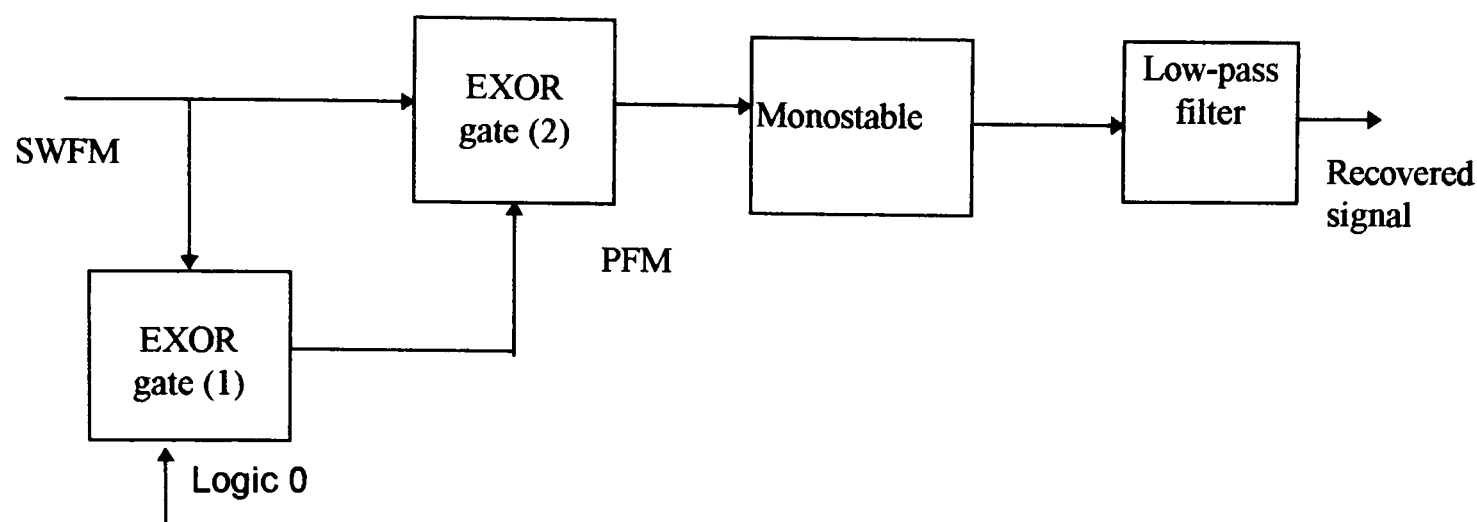 SWFM
EXOR
gate (2)
EXOR
gate (1)
Logic 0
PFM
Monostable
Low-pass
filter
Recovered
signal